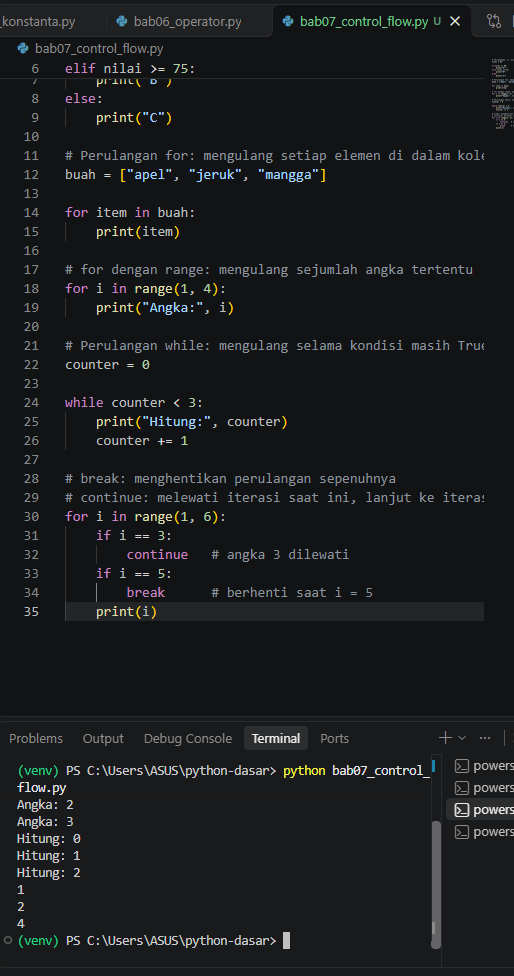 _konstanta.py bab06_operator.py bab07_control_flow.py U
bab07_control_flow.py
6 elif nilai >= 75:
7 print("B")
8 else:
9 print("C")
10
11 # Perulangan for: mengulang setiap elemen di dalam kole
12 buah = ["apel", "jeruk", "mangga"]
13
14 for item in buah:
15 print(item)
16
17 # for dengan range: mengulang sejumlah angka tertentu
18 for i in range(1, 4):
19 print("Angka:", i)
20
21 # Perulangan while: mengulang selama kondisi masih True
22 counter = 0
23
24 while counter < 3:
25 print("Hitung:", counter)
26 counter += 1
27
28 # break: menghentikan perulangan sepenuhnya
29 # continue: melewati iterasi saat ini, lanjut ke iteras
30 for i in range(1, 6):
31 if i == 3:
32 continue # angka 3 dilewati
33 if i == 5:
34 break # berhenti saat i = 5
35 print(i)
Problems Output Debug Console Terminal Ports
(venv) PS C:\Users\ASUS\python-dasar> python bab07_control_
flow.py
Angka: 2
Angka: 3
Hitung: 0
Hitung: 1
Hitung: 2
1
2
4
(venv) PS C:\Users\ASUS\python-dasar>
powers
powers
powers
powers